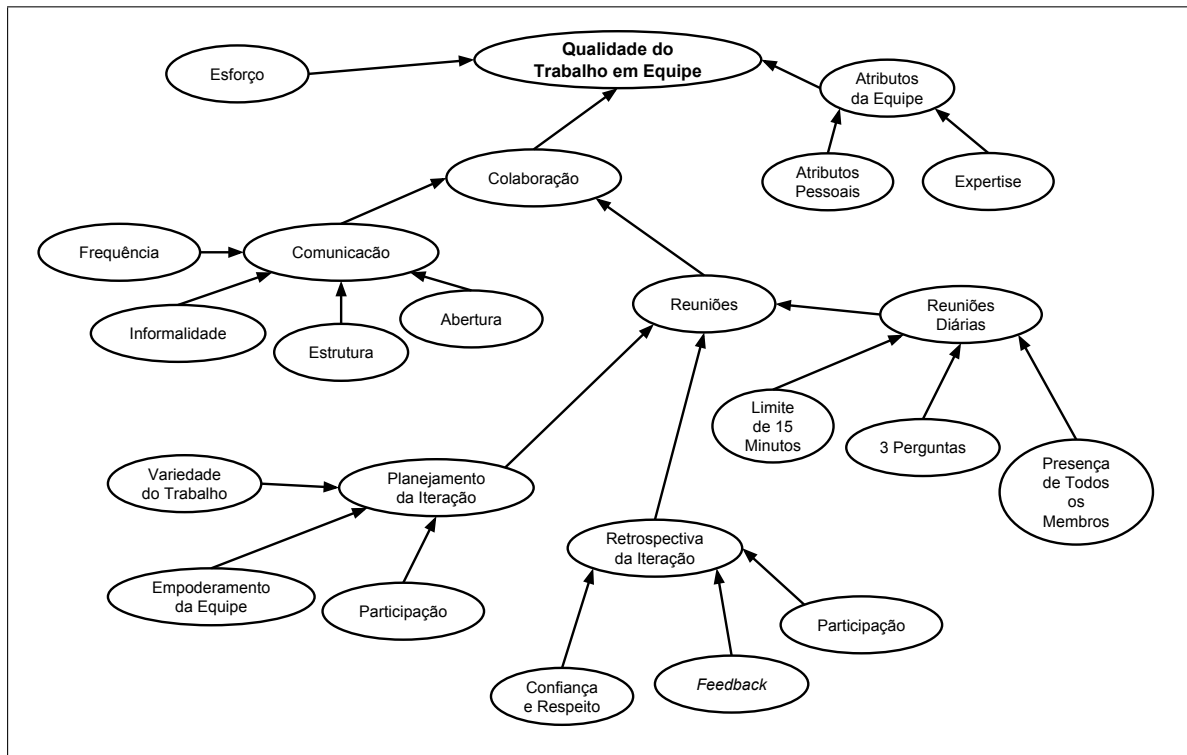 Qualidade do
Trabalho em Equipe
Esforço
Atributos
da Equipe
Atributos
Pessoais
Expertise
Colaboração
Frequência
Comunicacão
Informalidade
Estrutura
Abertura
Reuniões
Reuniões
Diárias
Limite
de 15
Minutos
3 Perguntas
Presença
de Todos
os
Membros
Variedade
do Trabalho
Planejamento
da Iteração
Empoderamento
da Equipe
Participação
Retrospectiva
da Iteração
Participação
Confiança
e Respeito
Feedback